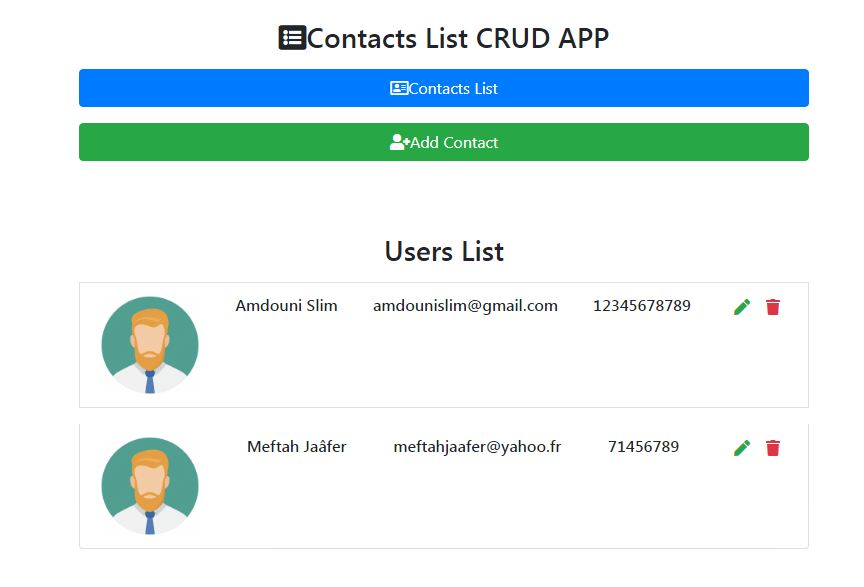 Contacts List CRUD APP
Contacts List
Add Contact
Users List
Amdouni Slim amdounislim@gmail.com 12345678789
Meftah Jaâfer meftahjaafer@yahoo.fr 71456789